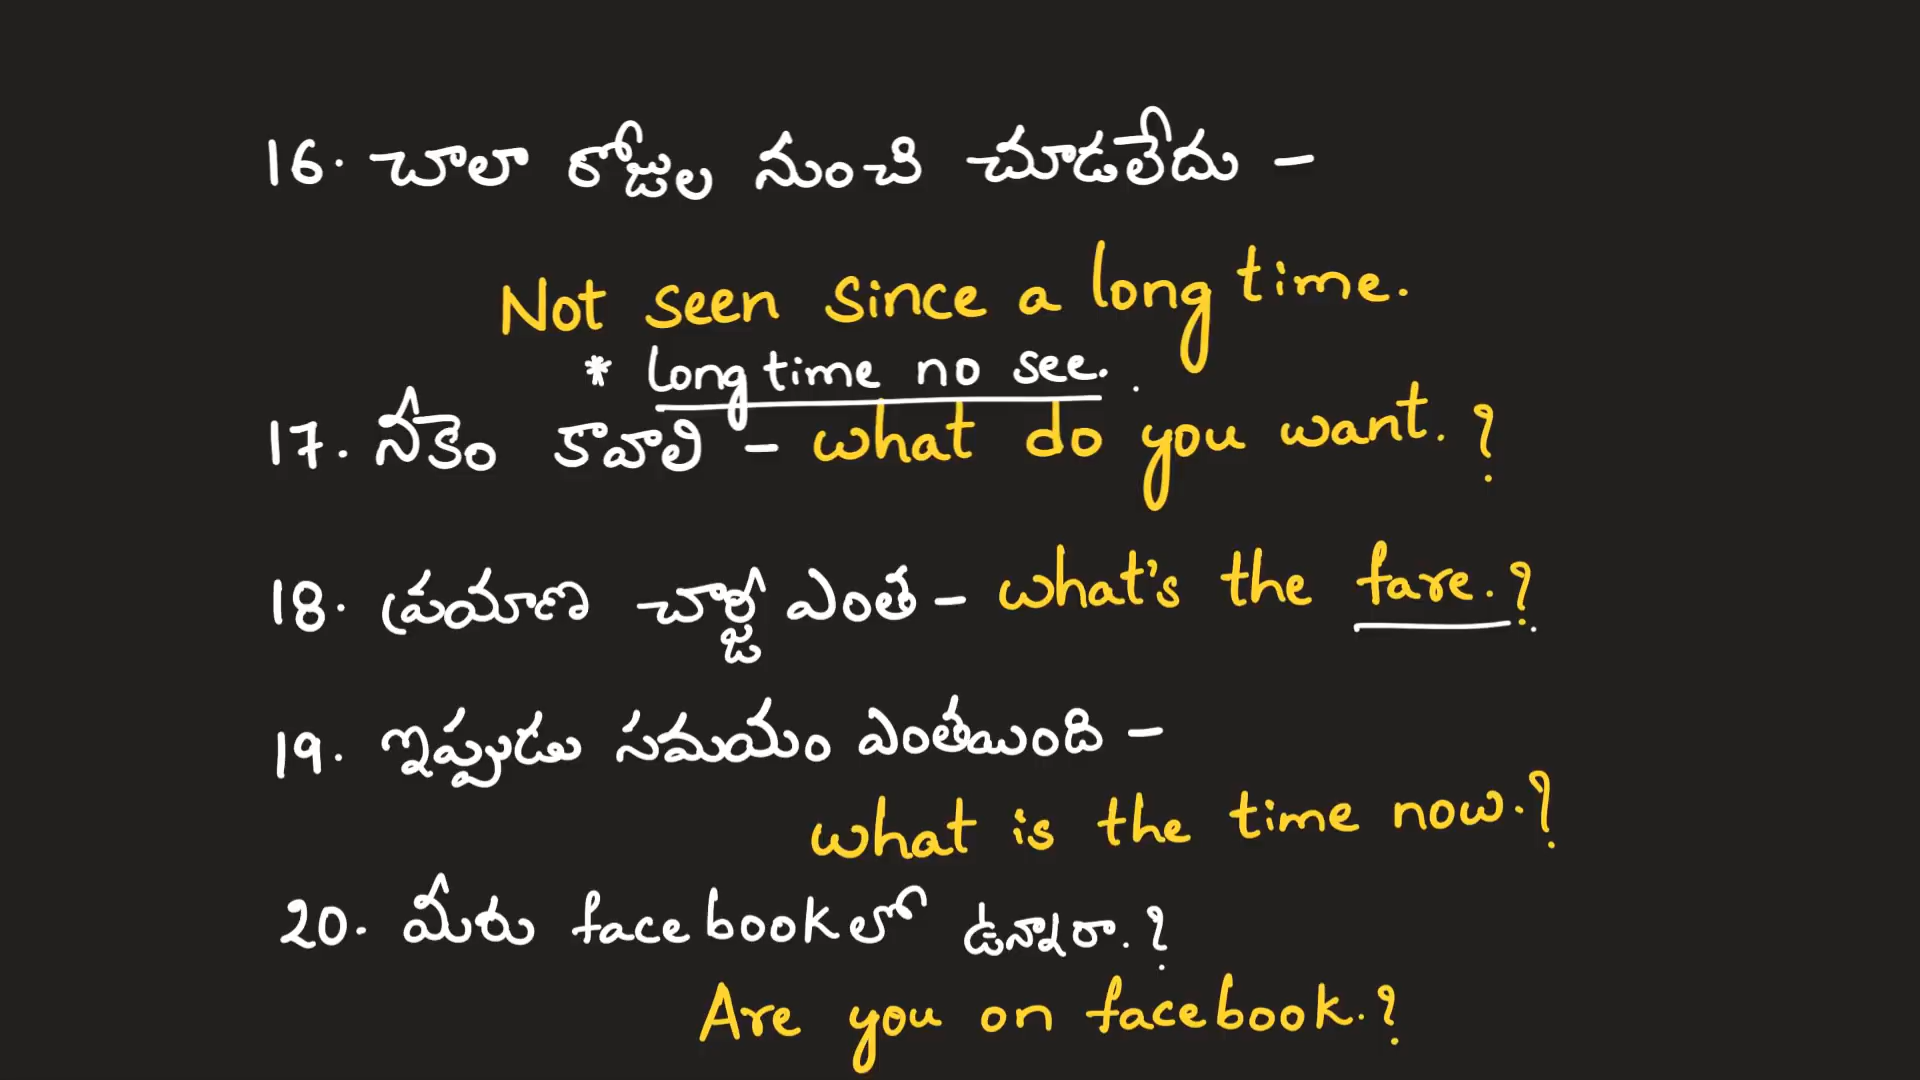 16. చాలా రోజుల నుంచి చూడలేదు -
Not seen since a long time.
* long time no see.
17. నీకెం కావాలి - what do you want.?
18. ప్రయాణ చార్జీ ఎంత - what's the fare.?
19. ఇప్పుడు సమయం ఎంతయింది -
what is the time now.?
20. మీరు facebookలో ఉన్నారా.?
Are you on facebook.?